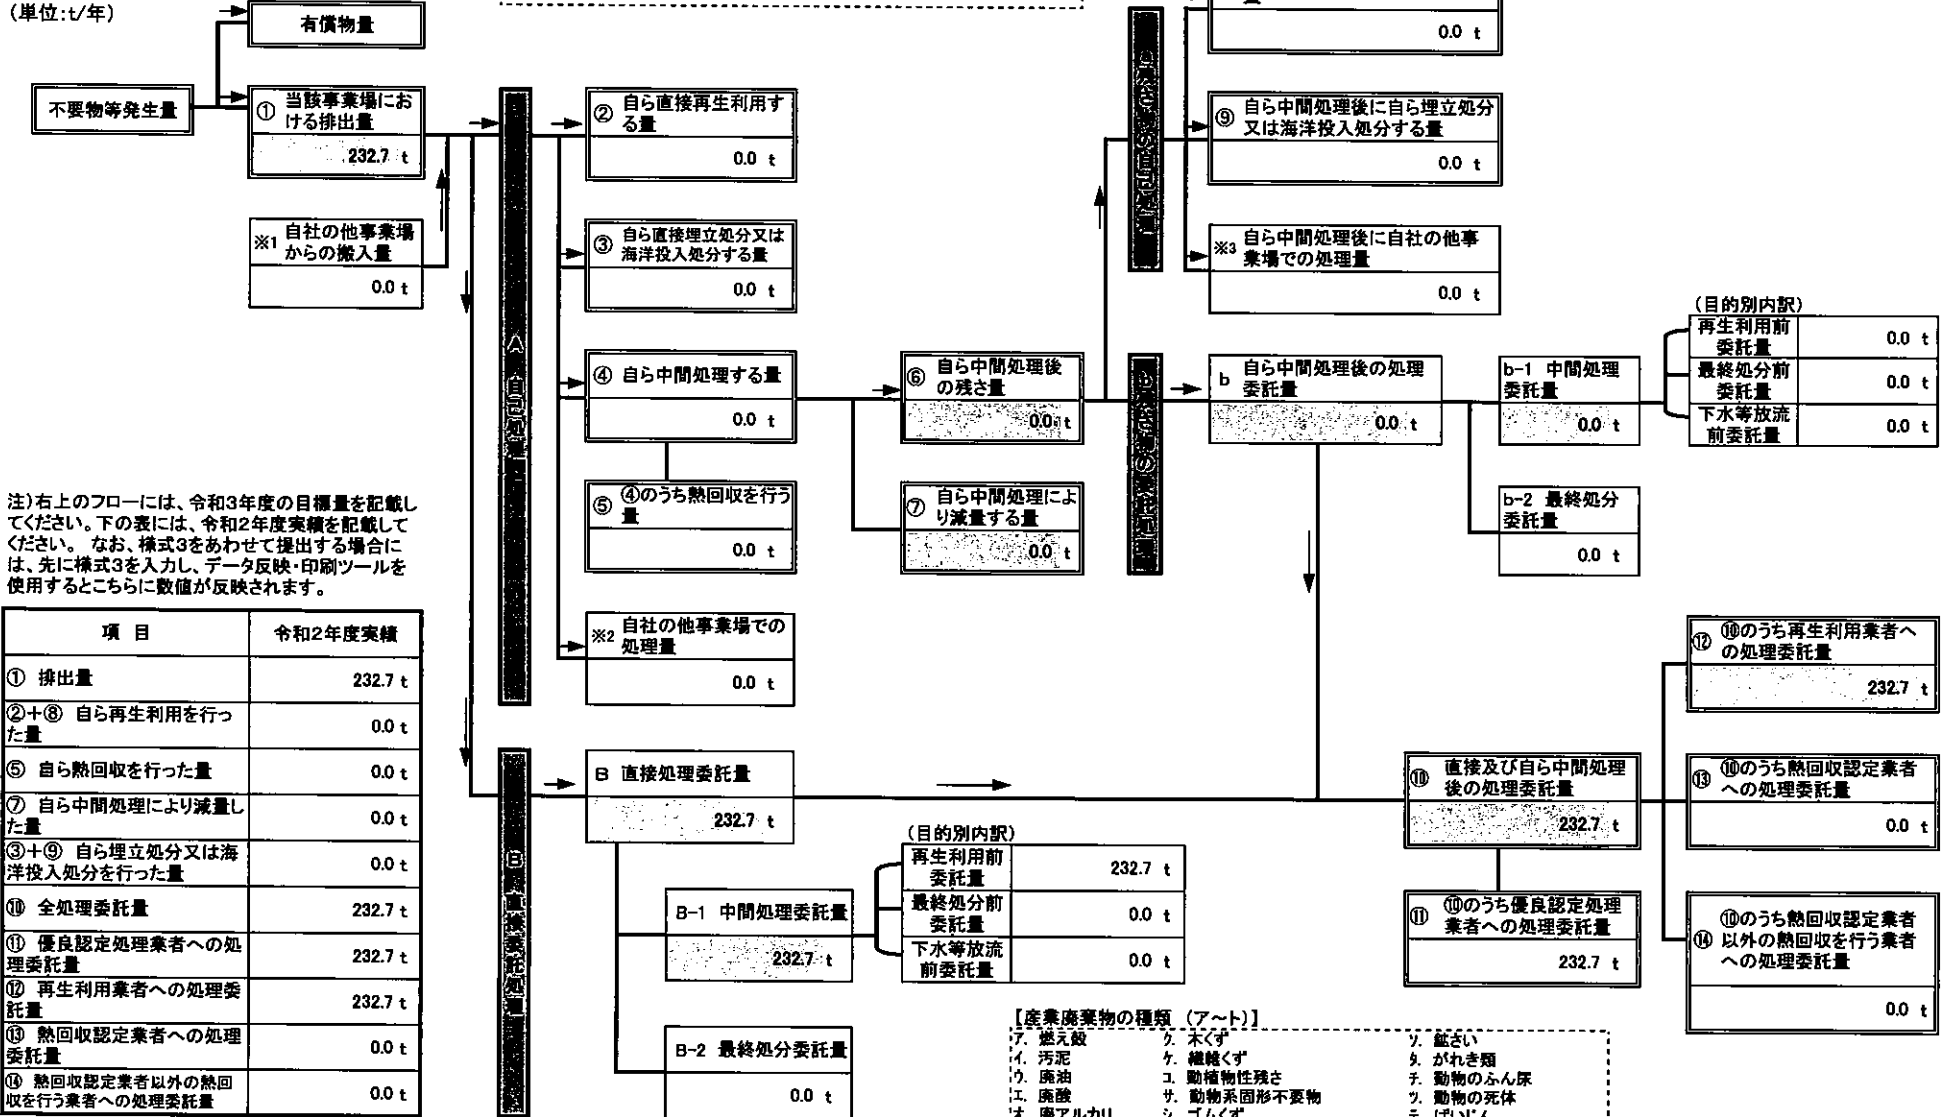 (単位:t/年)
有償物量
不要物等発生量
① 当該事業場にお
ける排出量
232.7 t
※1 自社の他事業場
からの搬入量
0.0 t
A
自己処理
② 自ら直接再生利用す
る量
0.0 t
③ 自ら直接埋立処分又は
海洋投入処分する量
0.0 t
④ 自ら中間処理する量
0.0 t
⑤ ④のうち熱回収を行う
量
0.0 t
※2 自社の他事業場での
処理量
0.0 t
⑥ 自ら中間処理後
の残さ量
0.0 t
⑦ 自ら中間処理によ
り減量する量
0.0 t
量
0.0 t
⑨ 自ら中間処理後に自ら埋立処分
又は海洋投入処分する量
0.0 t
※3 自ら中間処理後に自社の他事
業場での処理量
0.0 t
b 自ら中間処理後の処理
委託量
0.0 t
b-1 中間処理
委託量
0.0 t
(目的別内訳)
再生利用前
委託量
0.0 t
最終処分前
委託量
0.0 t
下水等放流
前委託量
0.0 t
b-2 最終処分
委託量
0.0 t
注)右上のフローには、令和3年度の目標量を記載し
てください。下の表には、令和2年度実績を記載して
ください。 なお、様式3をあわせて提出する場合に
は、先に様式3を入力し、データ反映・印刷ツールを
使用するとこちらに数値が反映されます。
項 目 令和2年度実績
① 排出量 232.7 t
②+⑧ 自ら再生利用を行っ
た量 0.0 t
⑤ 自ら熱回収を行った量 0.0 t
⑦ 自ら中間処理により減量し
た量 0.0 t
③+⑨ 自ら埋立処分又は海
洋投入処分を行った量 0.0 t
⑩ 全処理委託量 232.7 t
⑪ 優良認定処理業者への処
理委託量 232.7 t
⑫ 再生利用業者への処理委
託量 232.7 t
⑬ 熱回収認定業者への処理
委託量 0.0 t
⑭ 熱回収認定業者以外の熱回
収を行う業者への処理委託量 0.0 t
B
直接委託処理
B 直接処理委託量
232.7 t
B-1 中間処理委託量
232.7 t
(目的別内訳)
再生利用前
委託量
232.7 t
最終処分前
委託量
0.0 t
下水等放流
前委託量
0.0 t
B-2 最終処分委託量
0.0 t
⑩ 直接及び自ら中間処理
後の処理委託量
232.7 t
⑪ ⑩のうち優良認定処理
業者への処理委託量
232.7 t
⑫ ⑩のうち再生利用業者へ
の処理委託量
232.7 t
⑬ ⑩のうち熱回収認定業者
への処理委託量
0.0 t
⑭ ⑩のうち熱回収認定業者
以外の熱回収を行う業者
への処理委託量
0.0 t
【産業廃棄物の種類 (ア~ト)】
ア. 燃え殻 ク. 木くず ソ. 鉱さい
イ. 汚泥 ケ. 繊維くず タ. がれき類
ウ. 廃油 コ. 動植物性残さ チ. 動物のふん尿
エ. 廃酸 サ. 動物系固形不要物 ツ. 動物の死体
オ. 廃アルカリ シ. ゴムくず テ. ばいじん